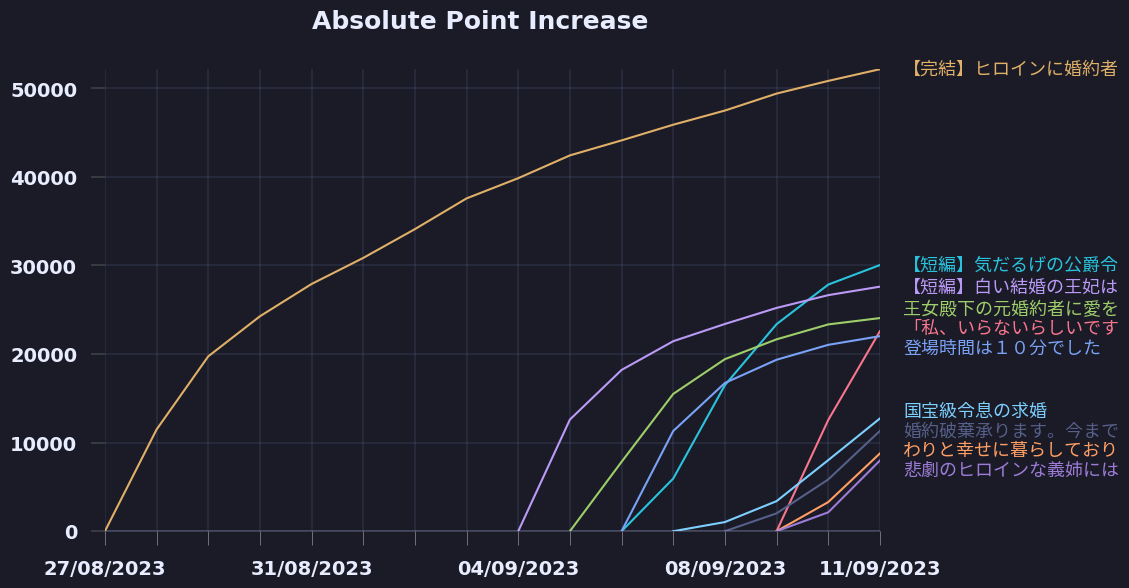 Absolute Point Increase
50000
40000
30000
20000
10000
0
27/08/2023
31/08/2023
04/09/2023
08/09/2023
11/09/2023
【完結】ヒロインに婚約者
【短編】気だるげの公爵令
【短編】白い結婚の王妃は
王女殿下の元婚約者に愛を
「私、いらないらしいです
登場時間は１０分でした
国宝級令息の求婚
婚約破棄承ります。今まで
わりと幸せに暮らしており
悲劇のヒロインな義姉には